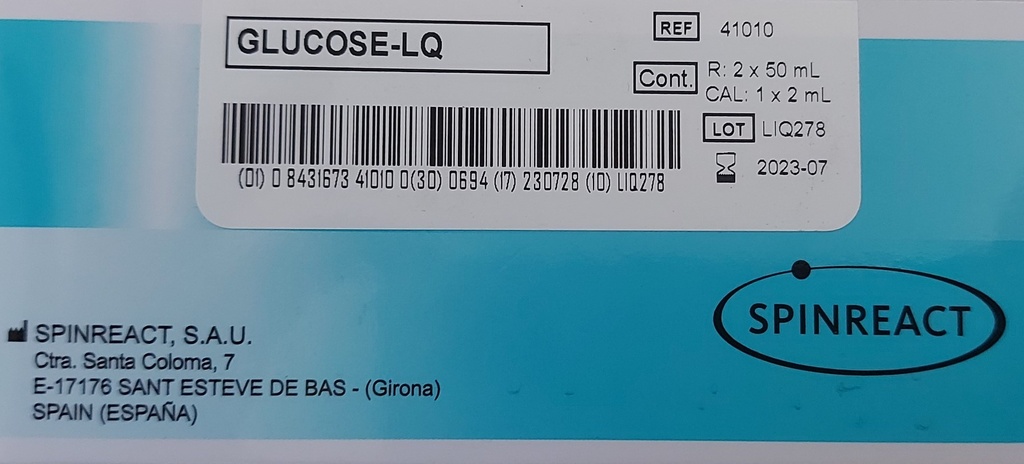 GLUCOSE-LQ
REF 41010
Cont. R: 2 x 50 mL
CAL: 1 x 2 mL
LOT LIQ278
2023-07
(01) 0 8431673 41010 0(30) 0694 (17) 230728 (10) LIQ278
SPINREACT
SPINREACT, S.A.U.
Ctra. Santa Coloma, 7
E-17176 SANT ESTEVE DE BAS - (Girona)
SPAIN (ESPAÑA)